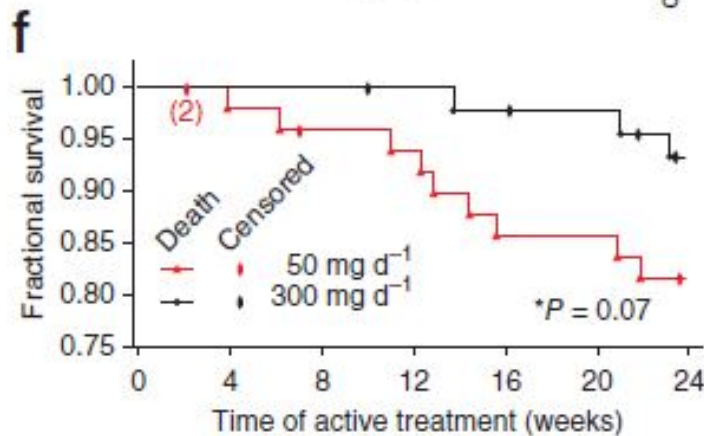 f
Fractional survival
1.00
0.95
0.90
0.85
0.80
0.75
(2)
Death
Censored
50 mg d⁻¹
300 mg d⁻¹
*P = 0.07
0 4 8 12 16 20 24
Time of active treatment (weeks)